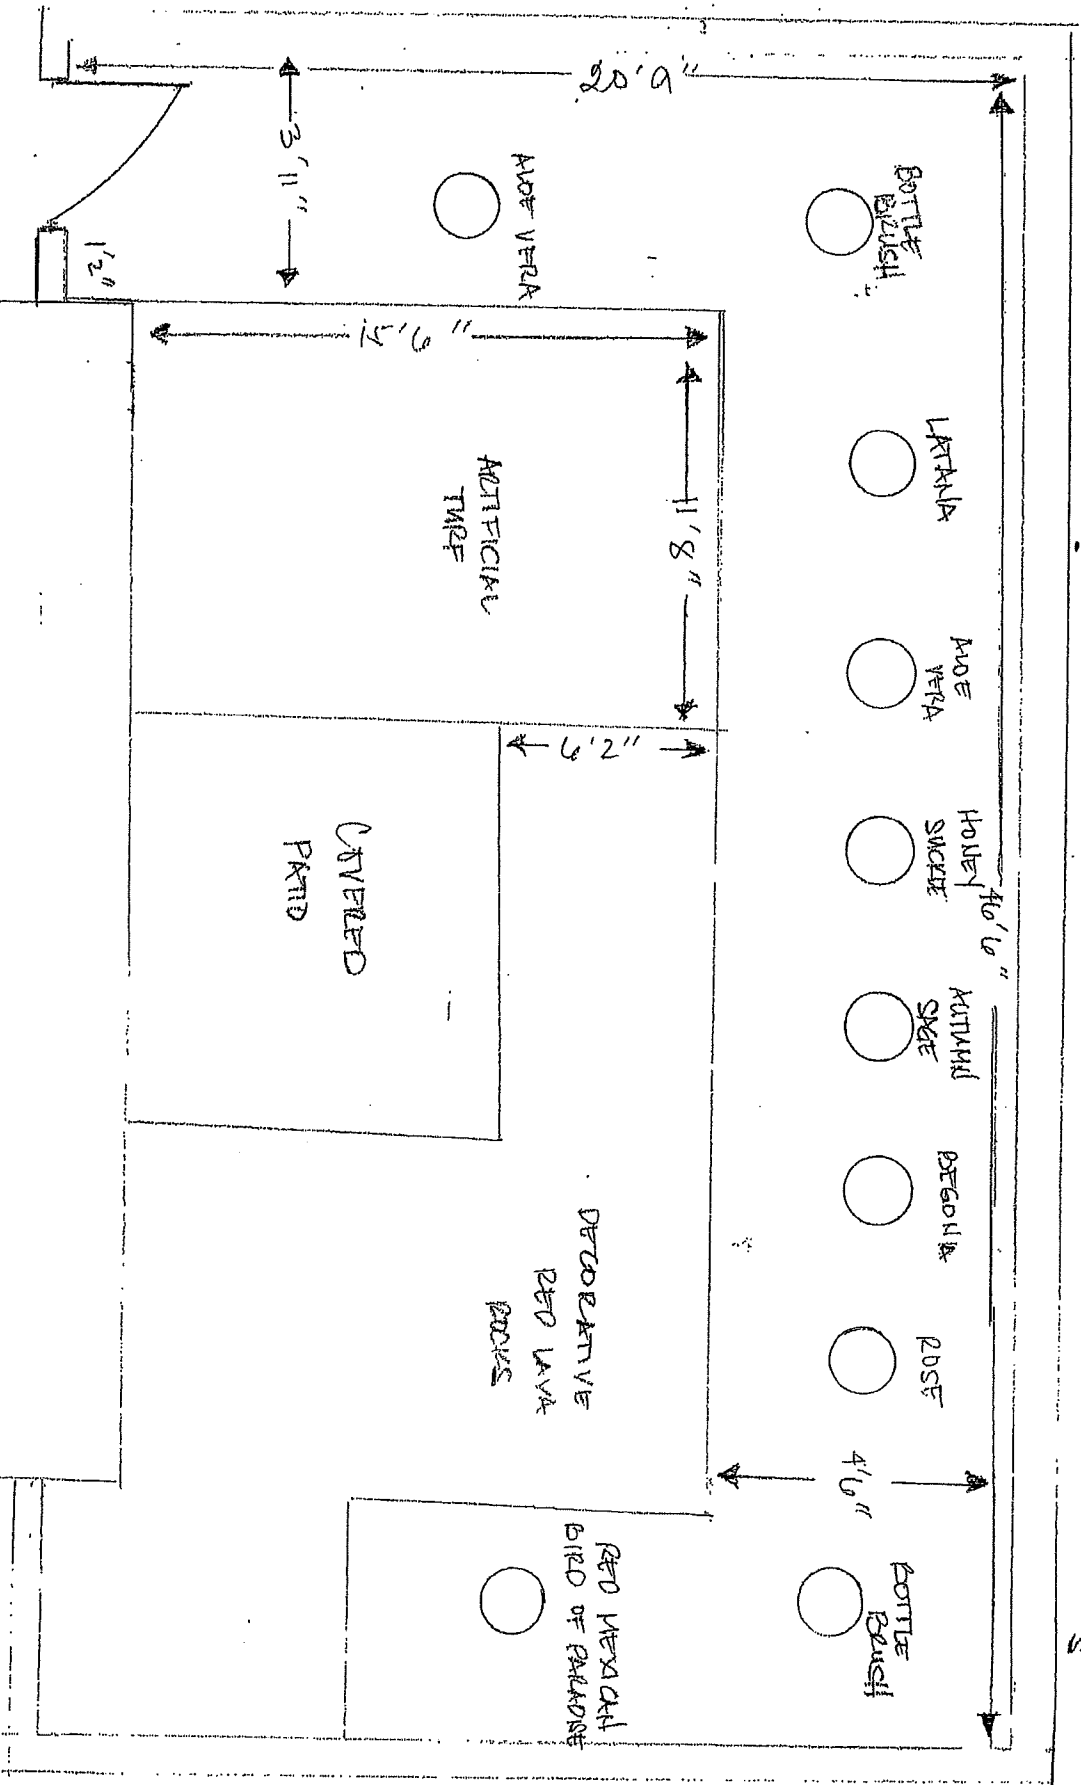 20'9"
3'11"
1'2"
ALOE VERA
BOTTLE
BRUSH
15'6"
11'8"
ARTIFICIAL
TURF
LATANA
ALOE
VERA
6'2"
COVERED
PATIO
HONEY
SUCKLE
46'6"
AUTUMN
SAGE
BEGONIA
DECORATIVE
RED LAVA
ROCKS
ROSE
4'6"
RED MEXICAN
BIRD OF PARADISE
BOTTLE
BRUSH